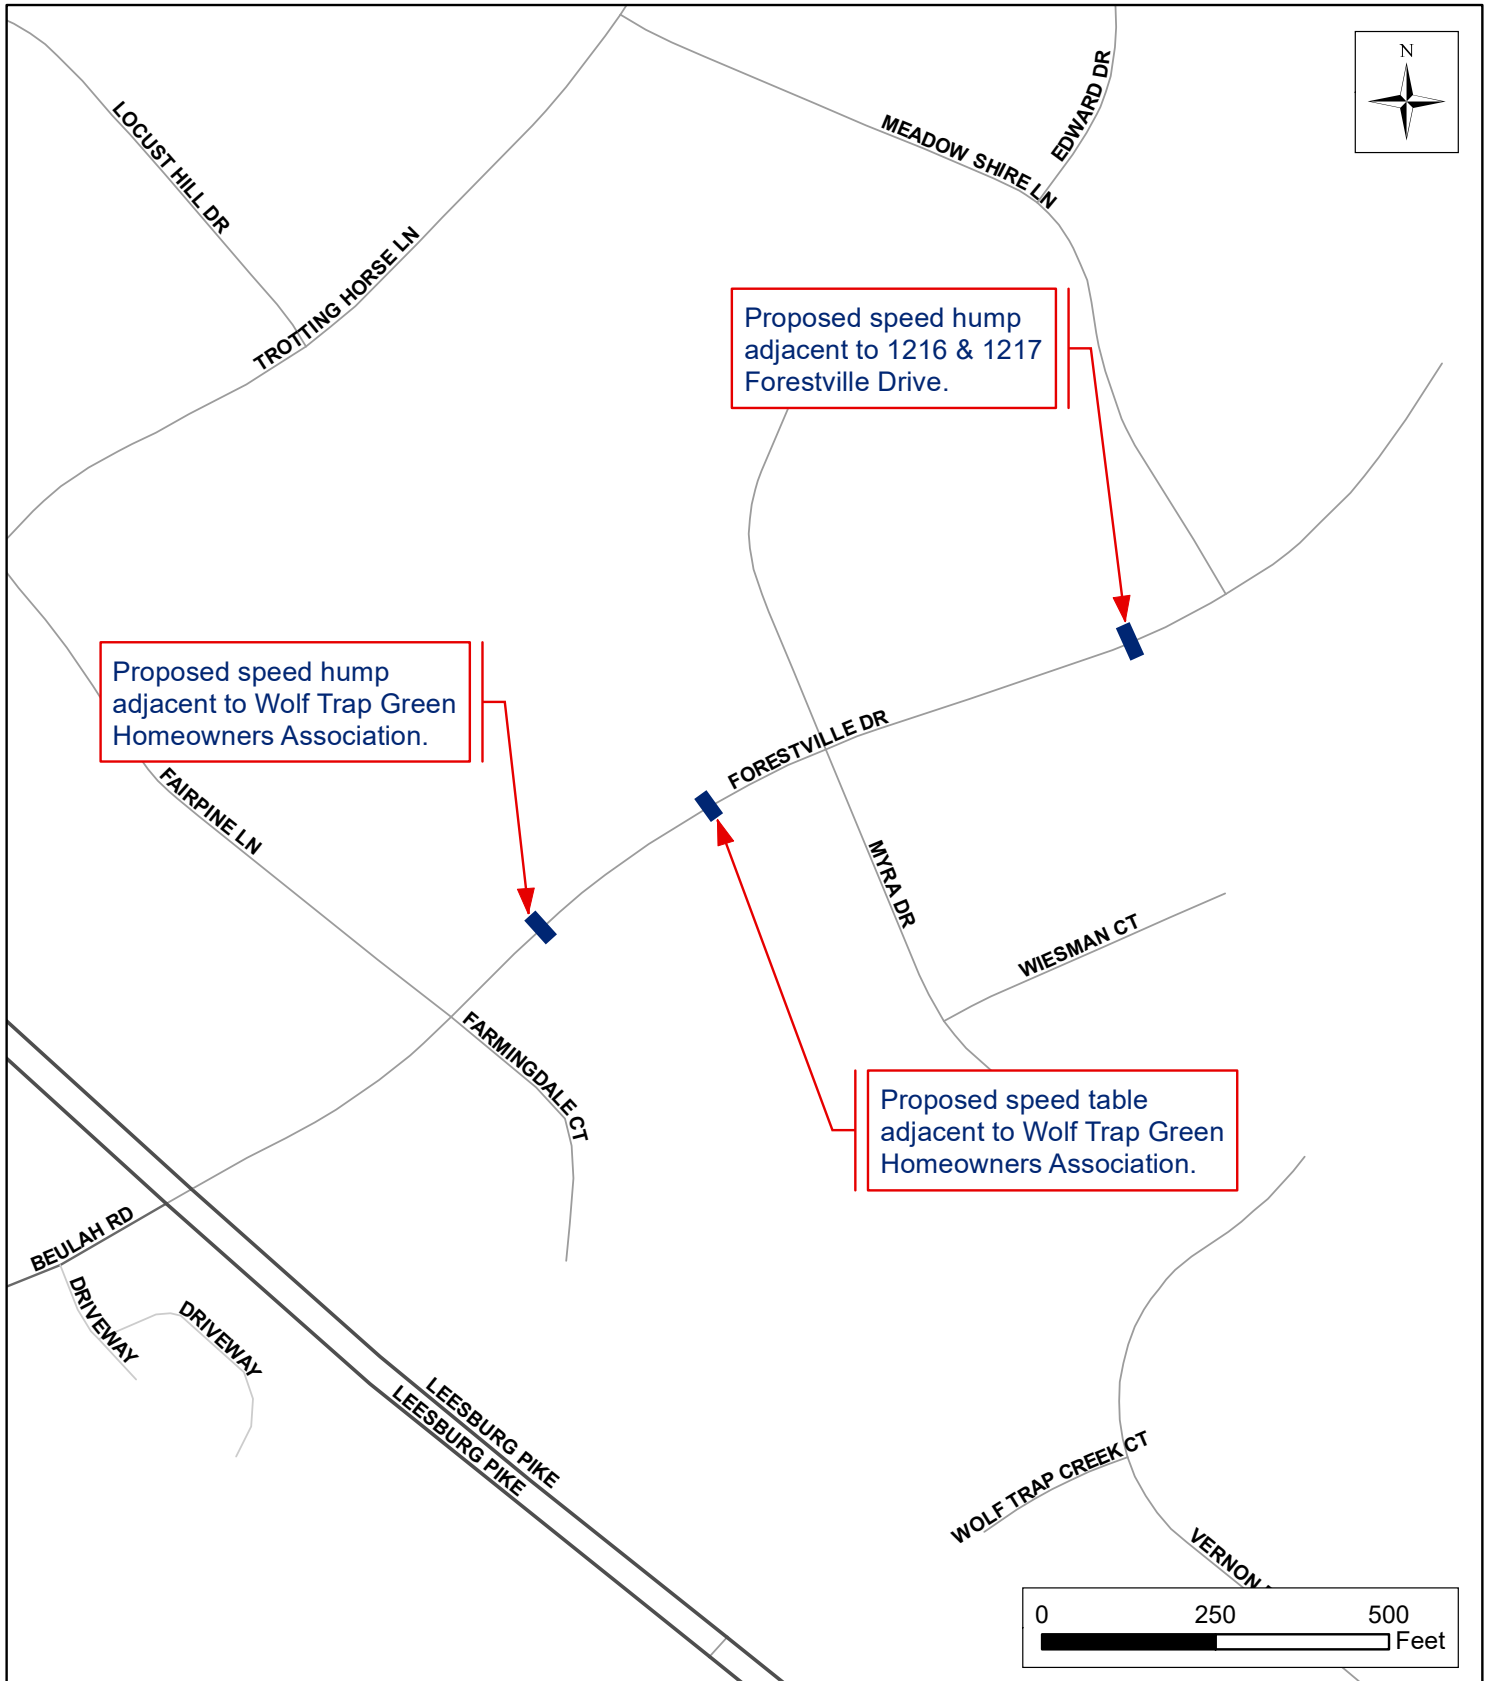 N
LOCUST HILL DR
TROTTING HORSE LN
MEADOW SHIRE LN
EDWARD DR
Proposed speed hump
adjacent to 1216 & 1217
Forestville Drive.
Proposed speed hump
adjacent to Wolf Trap Green
Homeowners Association.
FORESTVILLE DR
FAIRPINE LN
MYRA DR
WIESMAN CT
FARMINGDALE CT
Proposed speed table
adjacent to Wolf Trap Green
Homeowners Association.
BEULAH RD
DRIVEWAY
DRIVEWAY
LEESBURG PIKE
LEESBURG PIKE
WOLF TRAP CREEK CT
VERNON
0 250 500
Feet